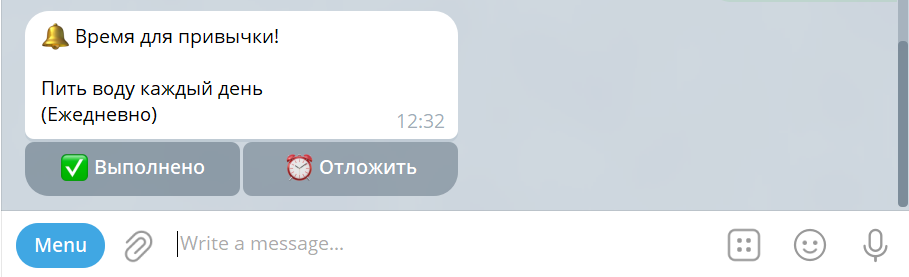 🔔 Время для привычки!
Пить воду каждый день
(Ежедневно)
12:32
✅ Выполнено
⏰ Отложить
Menu
Write a message...